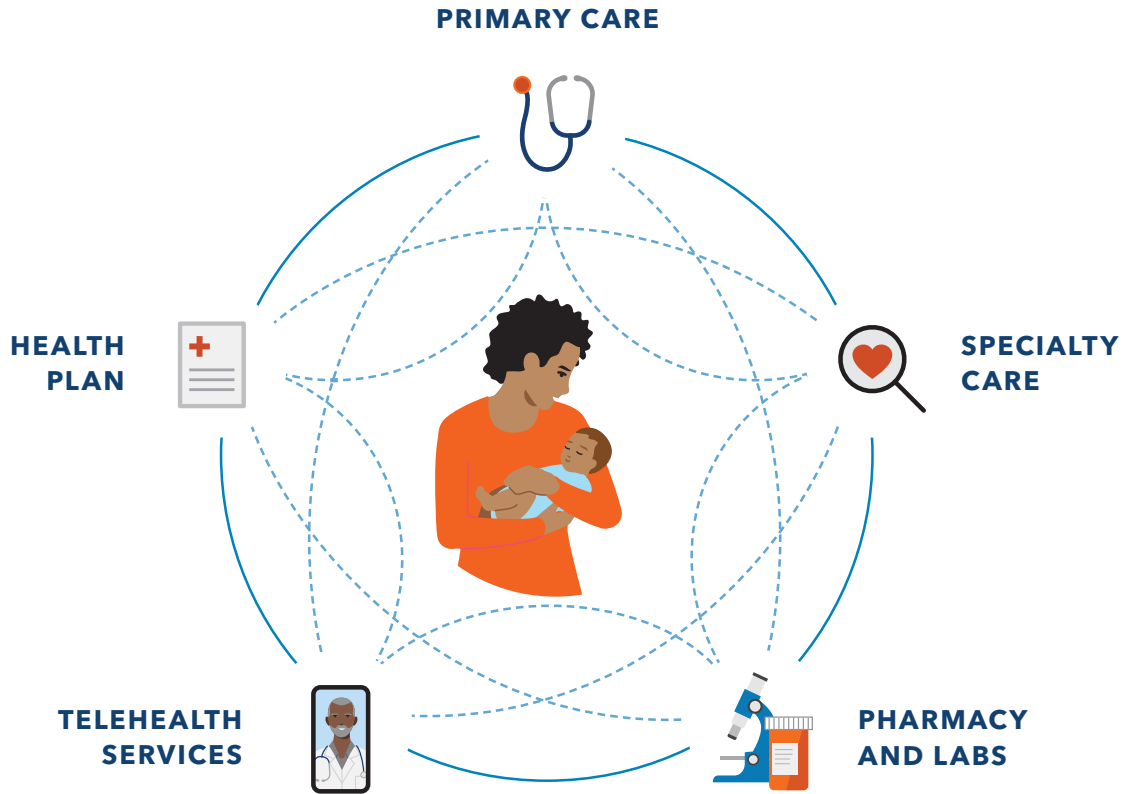 PRIMARY CARE
HEALTH
PLAN
SPECIALTY
CARE
TELEHEALTH
SERVICES
PHARMACY
AND LABS